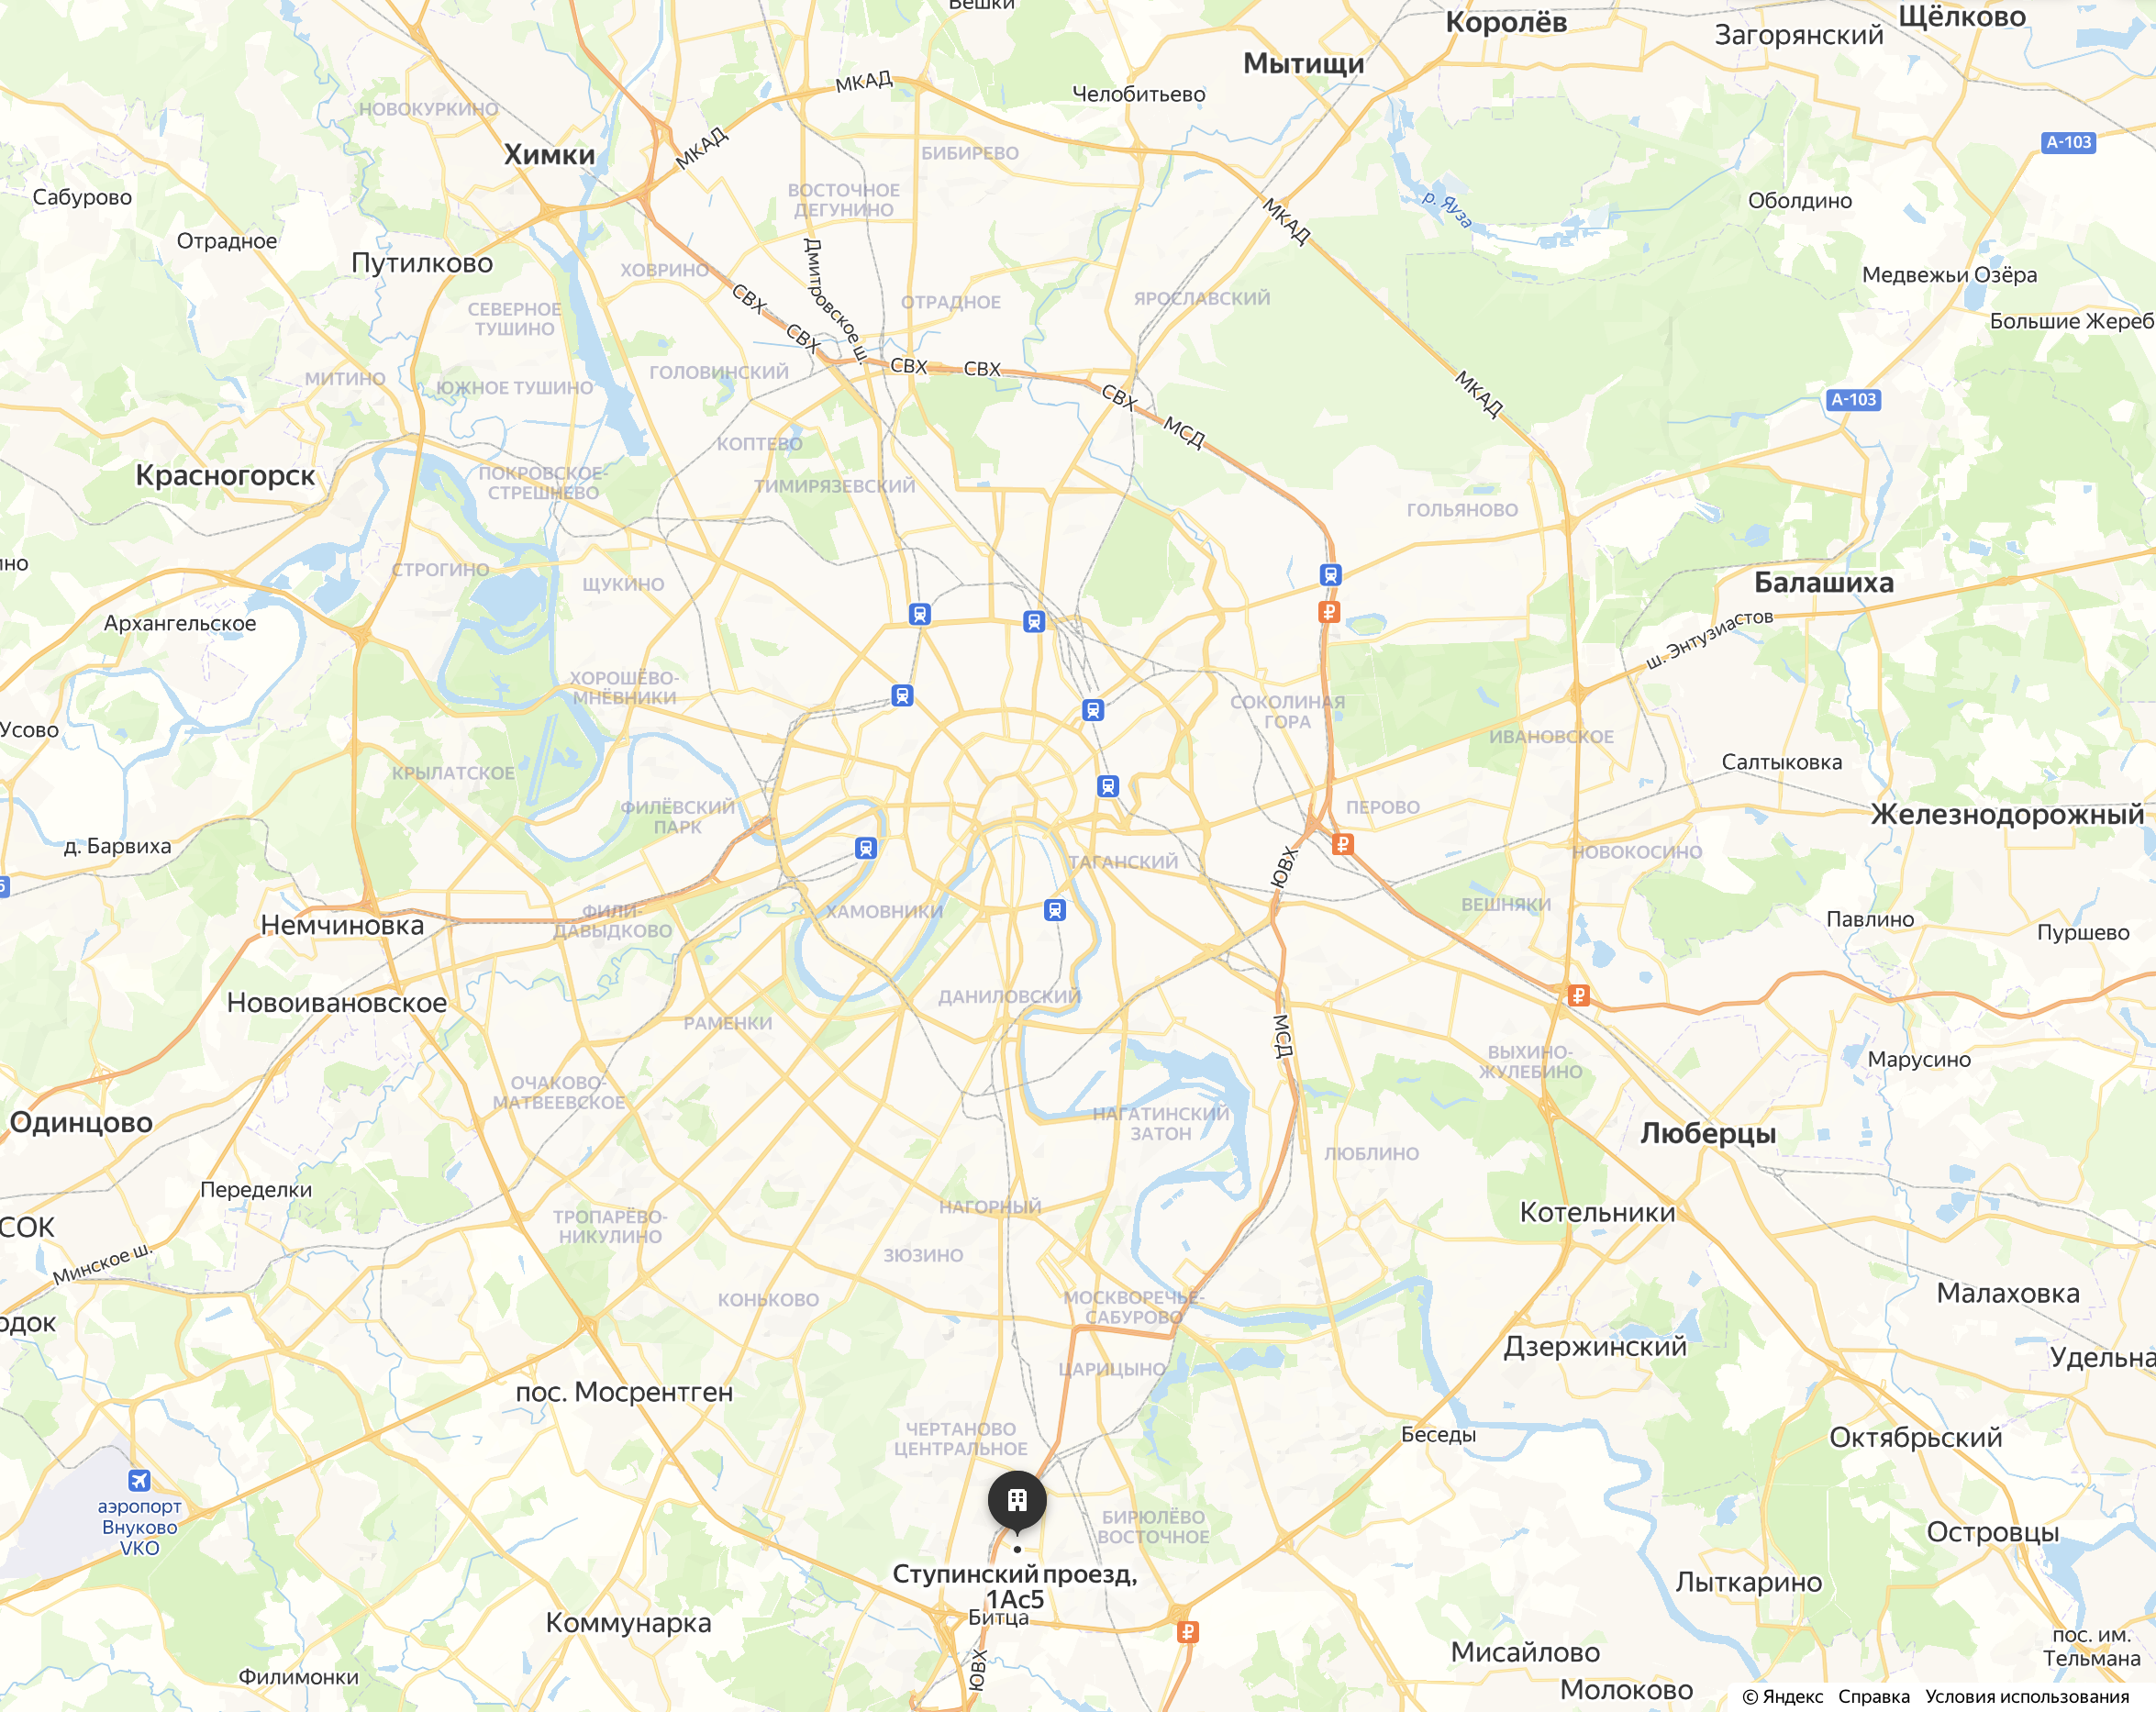 Вешки
Королёв
Щёлково
Загорянский
Мытищи
МКАД
Челобитьево
НОВОКУРКИНО
А-103
МКАД
Химки
БИБИРЕВО
Сабурово
ВОСТОЧНОЕ
ДЕГУНИНО
р. Яуза
Оболдино
МКАД
Отрадное
Путилково
ХОВРИНО
Дмитровское ш.
Медвежьи Озёра
СВХ
ОТРАДНОЕ
ЯРОСЛАВСКИЙ
СЕВЕРНОЕ
ТУШИНО
Большие Жереб
СВХ
СВХ
СВХ
ГОЛОВИНСКИЙ
МИТИНО
ЮЖНОЕ ТУШИНО
СВХ
МКАД
А-103
МСД
КОПТЕВО
Красногорск
ПОКРОВСКОЕ-
СТРЕШНЕВО
ТИМИРЯЗЕВСКИЙ
ГОЛЬЯНОВО
ино
СТРОГИНО
ЩУКИНО
Балашиха
Архангельское
ш. Энтузиастов
ХОРОШЁВО-
МНЁВНИКИ
СОКОЛИНАЯ
ГОРА
Усово
ИВАНОВСКОЕ
Салтыковка
КРЫЛАТСКОЕ
ФИЛЁВСКИЙ
ПАРК
ПЕРОВО
Железнодорожный
д. Барвиха
ТАГАНСКИЙ
ЮВХ
НОВОКОСИНО
ВЕШНЯКИ
Немчиновка
ФИЛИ-
ДАВЫДКОВО
ХАМОВНИКИ
Павлино
Пуршево
Новоивановское
ДАНИЛОВСКИЙ
РАМЕНКИ
МСД
ВЫХИНО-
ЖУЛЕБИНО
Марусино
ОЧАКОВО-
МАТВЕЕВСКОЕ
Одинцово
НАГАТИНСКИЙ
ЗАТОН
Люберцы
ЛЮБЛИНО
Переделки
НАГОРНЫЙ
Котельники
СОК
ТРОПАРЁВО-
НИКУЛИНО
ЗЮЗИНО
Минское ш.
КОНЬКОВО
МОСКВОРЕЧЬЕ-
САБУРОВО
Малаховка
одок
Дзержинский
Удельна
ЦАРИЦЫНО
пос. Мосрентген
ЧЕРТАНОВО
ЦЕНТРАЛЬНОЕ
Беседы
Октябрьский
аэропорт
Внуково
VKO
БИРЮЛЁВО
ВОСТОЧНОЕ
Островцы
Ступинский проезд,
1Ас5
Битца
Лыткарино
Коммунарка
пос. им.
Тельмана
Мисайлово
Филимонки
ЮВХ
Молоково
© Яндекс Справка Условия использования